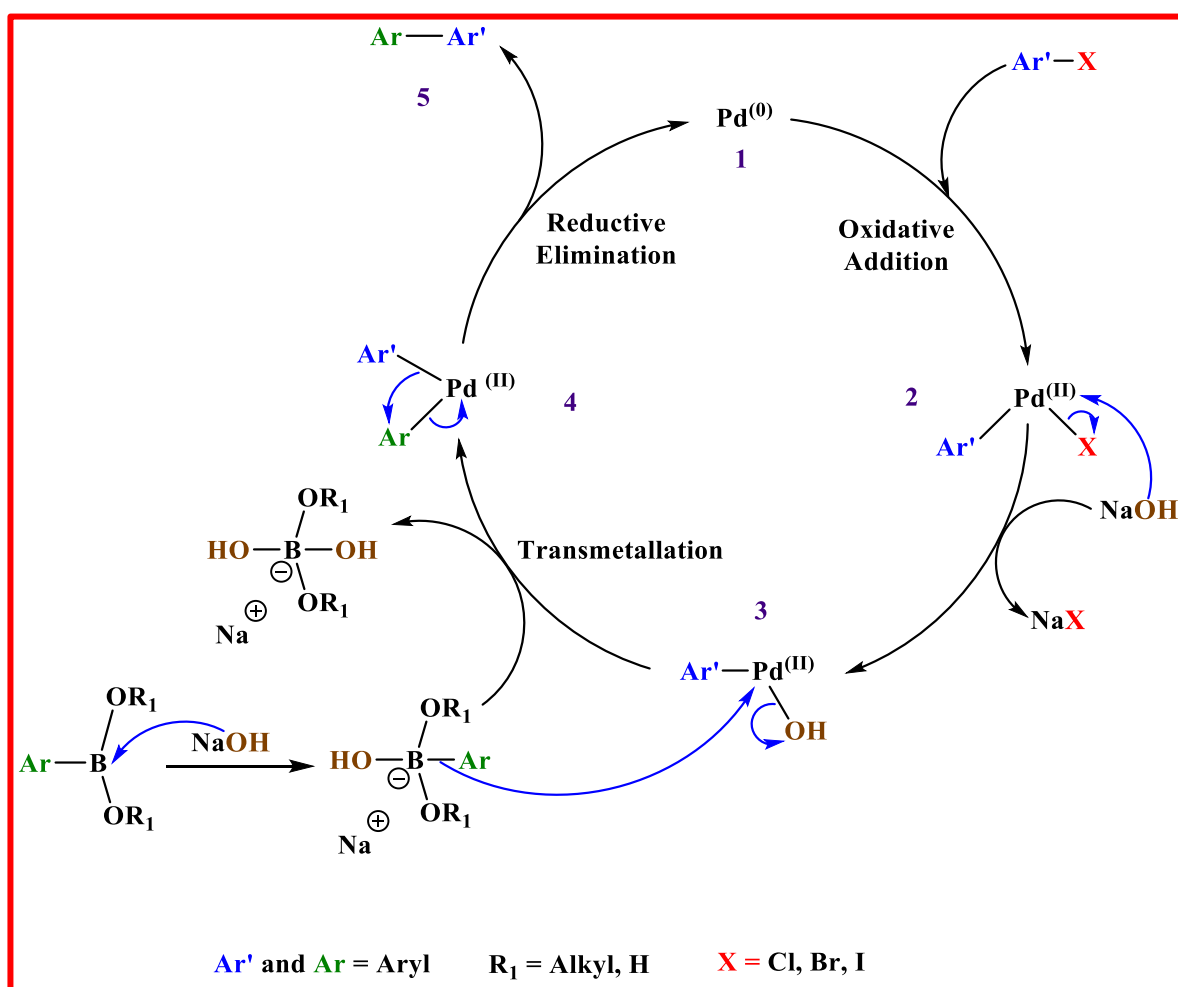 Ar—Ar'
5
Ar'—X
Pd(0)
1
Reductive
Elimination
Oxidative
Addition
Ar'
Pd (II)
Ar
4
2
Pd(II)
Ar'
X
NaOH
NaX
OR1
HO—B—OH
⊖
OR1
Na⊕
Transmetallation
3
Ar'—Pd(II)
OH
OR1
Ar—B
OR1
NaOH
OR1
HO—B—Ar
⊖
OR1
Na⊕
Ar' and Ar = Aryl R1 = Alkyl, H X = Cl, Br, I